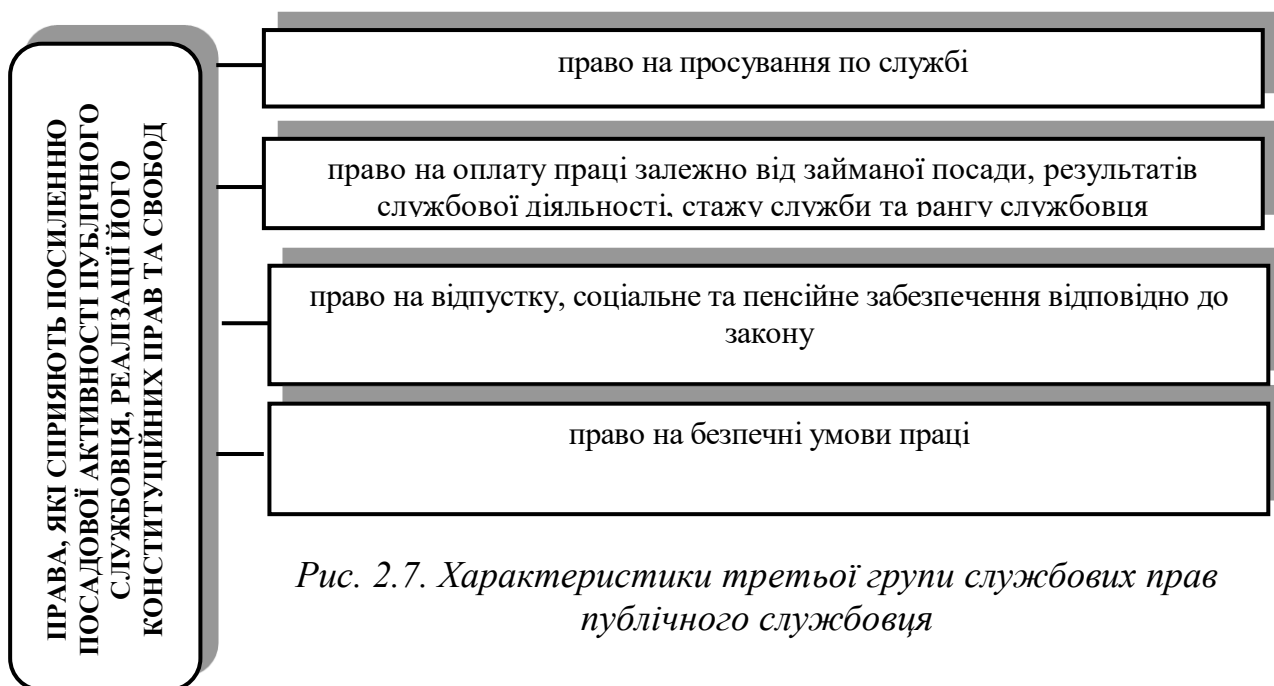 ПРАВА, ЯКІ СПРИЯЮТЬ ПОСИЛЕННЮ
ПОСАДОВОЇ АКТИВНОСТІ ПУБЛІЧНОГО
СЛУЖБОВЦЯ, РЕАЛІЗАЦІЇ ЙОГО
КОНСТИТУЦІЙНИХ ПРАВ ТА СВОБОД
право на просування по службі
право на оплату праці залежно від займаної посади, результатів
службової діяльності, стажу служби та рангу службовця
право на відпустку, соціальне та пенсійне забезпечення відповідно до
закону
право на безпечні умови праці
Рис. 2.7. Характеристики третьої групи службових прав
публічного службовця